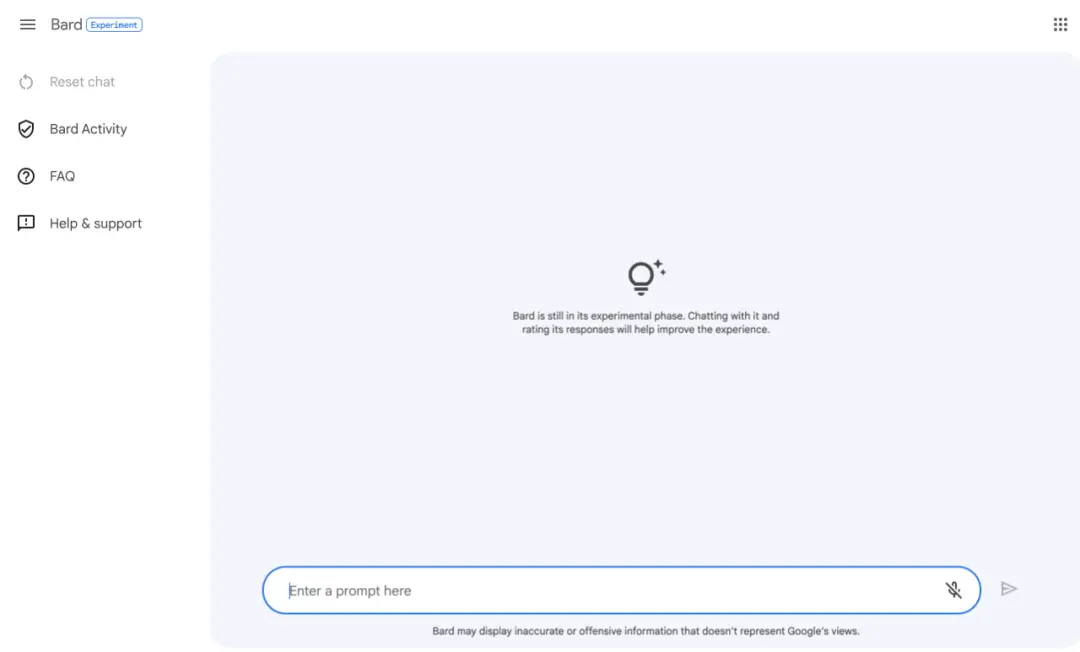 Bard Experiment
Reset chat
Bard Activity
FAQ
Help & support
Bard is still in its experimental phase. Chatting with it and
rating its responses will help improve the experience.
Enter a prompt here
Bard may display inaccurate or offensive information that doesn't represent Google's views.